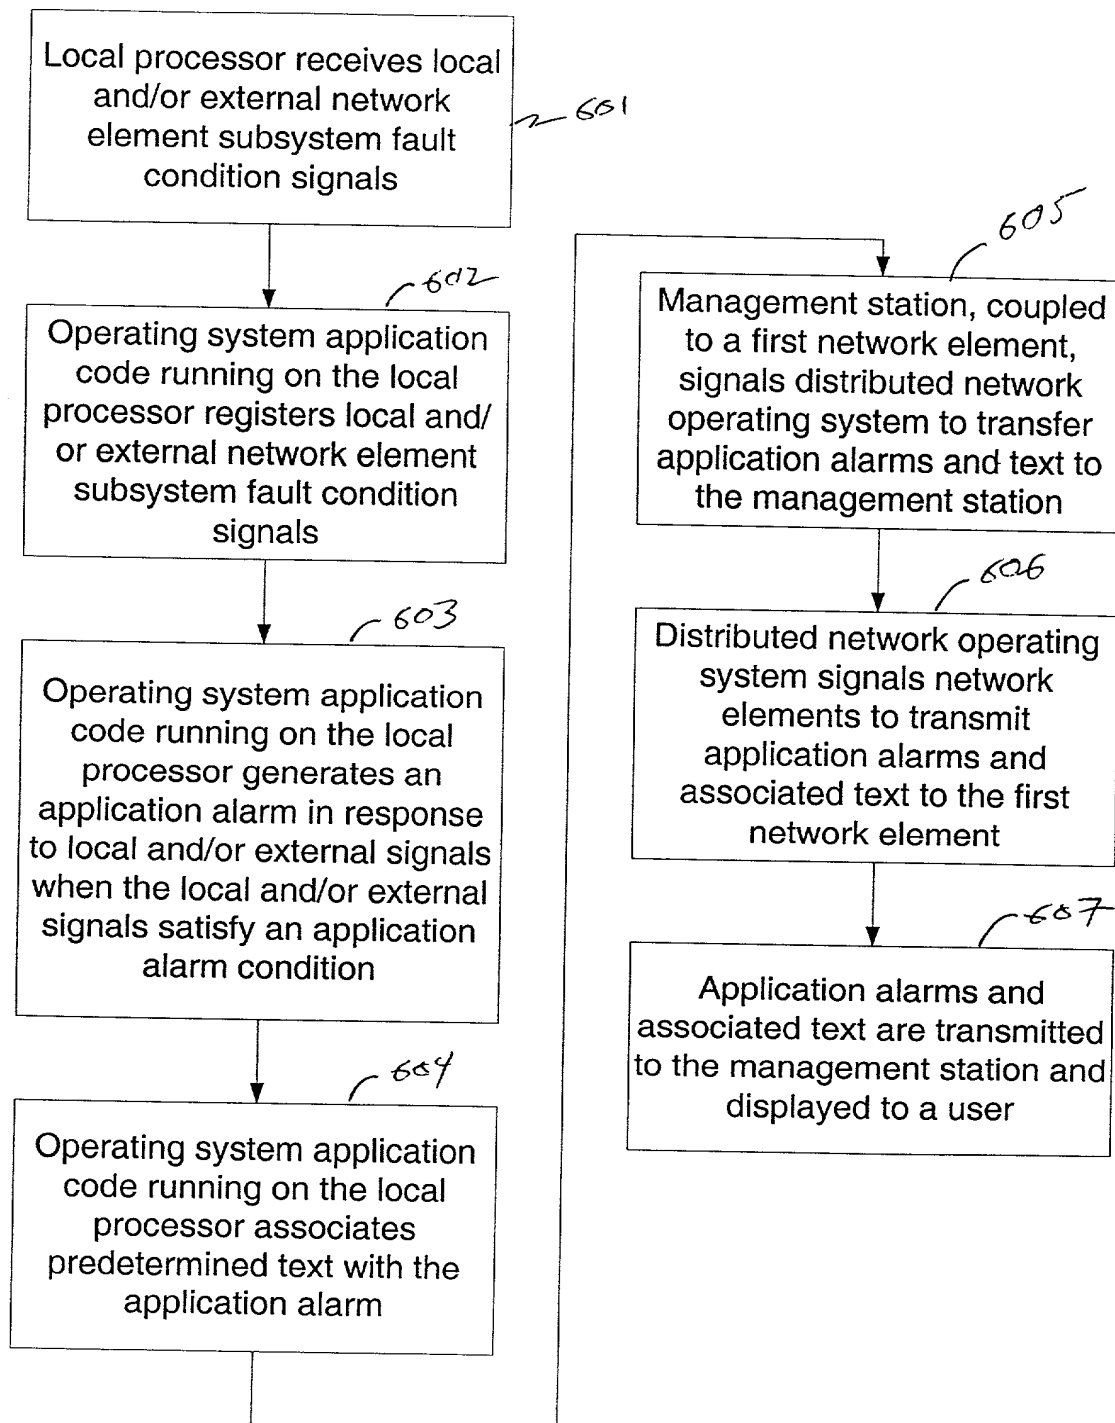 Local processor receives local
and/or external network
element subsystem fault
condition signals
601
602
Operating system application
code running on the local
processor registers local and/
or external network element
subsystem fault condition
signals
603
Operating system application
code running on the local
processor generates an
application alarm in response
to local and/or external signals
when the local and/or external
signals satisfy an application
alarm condition
604
Operating system application
code running on the local
processor associates
predetermined text with the
application alarm
605
Management station, coupled
to a first network element,
signals distributed network
operating system to transfer
application alarms and text to
the management station
606
Distributed network operating
system signals network
elements to transmit
application alarms and
associated text to the first
network element
607
Application alarms and
associated text are transmitted
to the management station and
displayed to a user